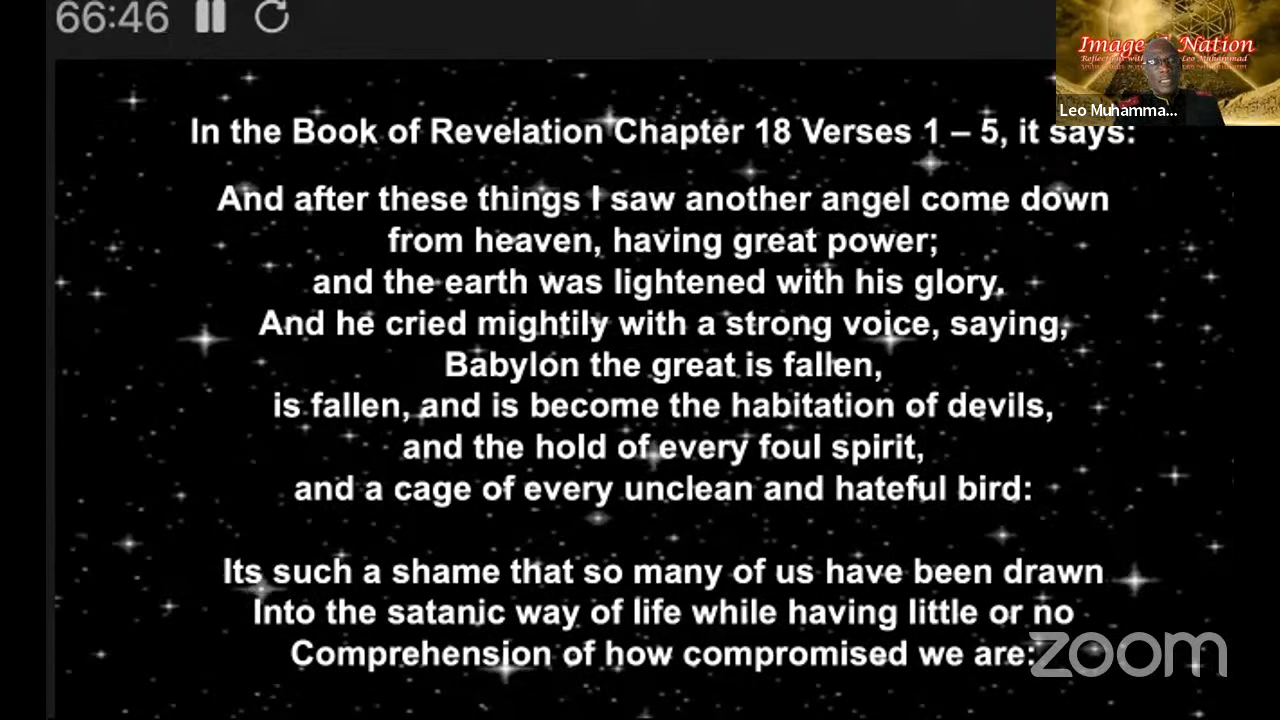 66:46
Image Nation
Leo Muhamma...
In the Book of Revelation Chapter 18 Verses 1 – 5, it says:
And after these things I saw another angel come down
from heaven, having great power;
and the earth was lightened with his glory.
And he cried mightily with a strong voice, saying,
Babylon the great is fallen,
is fallen, and is become the habitation of devils,
and the hold of every foul spirit,
and a cage of every unclean and hateful bird:
Its such a shame that so many of us have been drawn
Into the satanic way of life while having little or no
Comprehension of how compromised we are:
zoom